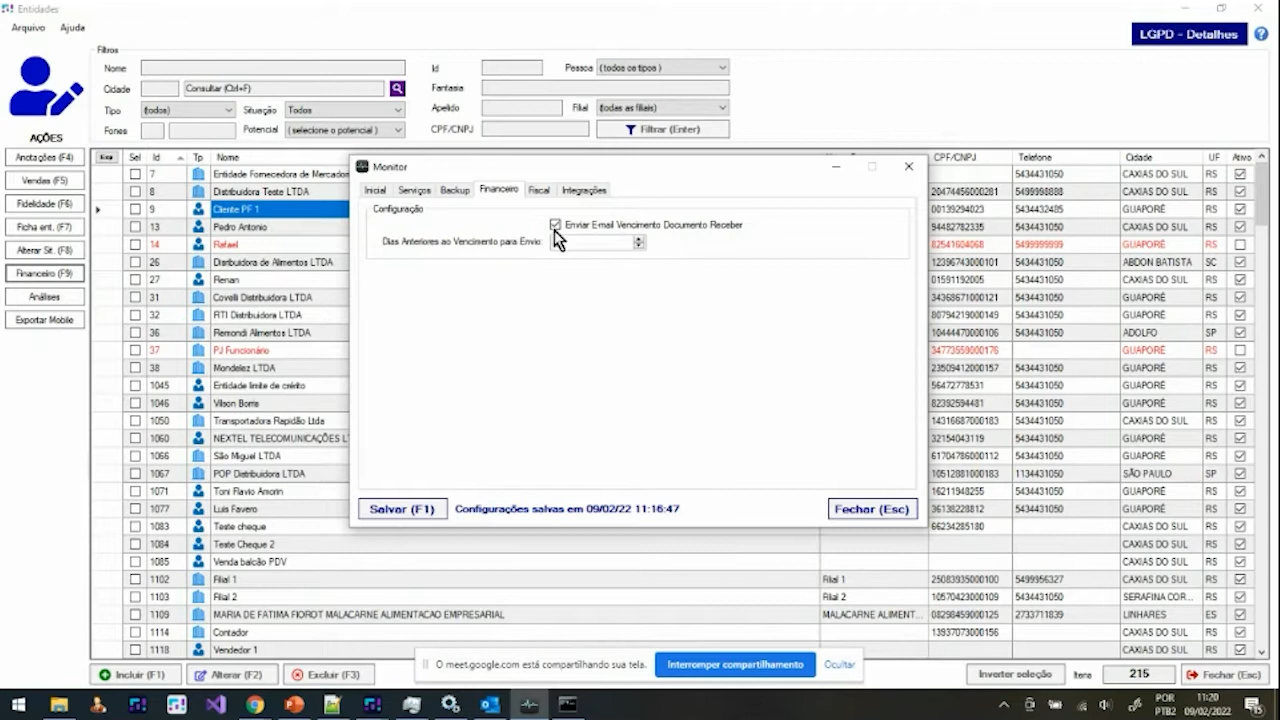 Entidades
Arquivo Ajuda
LGPD - Detalhes
Filtros
Nome Id Pessoa (todos os tipos)
Cidade Consultar (Ctrl+F) Fantasia
Tipo (todos) Situação Todos Apelido Filial (todas as filiais)
Fones Potencial (selecione o potencial) CPF/CNPJ Filtrar (Enter)
AÇÕES
Anotações (F4)
Vendas (F5)
Fidelidade (F6)
Ficha ent. (F7)
Alterar Sit. (F8)
Financeiro (F9)
Análises
Exportar Mobile
Sel Id Tp Nome CPF/CNPJ Telefone Cidade UF Ativo
7 Entidade Fornecedora de Mercador 5434431050 CAXIAS DO SUL RS
8 Distribuidora Teste LTDA 20474456000281 5499998888 CAXIAS DO SUL RS
9 Cliente PF 1 00139294023 5434432485 GUAPORÉ RS
13 Pedro Antonio 94482782335 5434431050 CAXIAS DO SUL RS
14 Rafael 82541604068 5499999999 GUAPORÉ RS
26 Distribuidora de Alimentos LTDA 12396743000101 5434431050 ABDON BATISTA SC
27 Renan 01591192005 5434431050 CAXIAS DO SUL RS
31 Covelli Distribuidora LTDA 34368671000121 5434431050 GUAPORÉ RS
32 RTI Distribuidora LTDA 80794219000149 5434431050 GUAPORÉ RS
36 Remondi Alimentos LTDA 10444470000106 5434431050 ADOLFO SP
37 PJ Funcionário 34773559000176 GUAPORÉ RS
38 Mondelez LTDA 23509412000157 5434431050 GUAPORÉ RS
1045 Entidade limite de crédito 56472778531 5434431050 GUAPORÉ RS
1046 Vilson Borris 82392594481 5434431050 GUAPORÉ RS
1050 Transportadora Rapidão Ltda 14316687000183 5434431050 CAXIAS DO SUL RS
1060 NEXTEL TELECOMUNICAÇÕES L 32154043119 5434431050 GUAPORÉ RS
1066 São Miguel LTDA 61704786000112 5434431050 GUAPORÉ RS
1067 POP Distribuidora LTDA 10512881000183 1134431050 SÃO PAULO SP
1071 Toni Flavio Amorin 16211948255 5434431050 GUAPORÉ RS
1077 Luis Favero 36138228812 5434431050 GUAPORÉ RS
1083 Teste cheque 66234285180 CAXIAS DO SUL RS
1084 Teste Cheque 2 CAXIAS DO SUL RS
1085 Venda balcão PDV CAXIAS DO SUL RS
1102 Filial 1 Filial 1 25083935000100 5499956327 CAXIAS DO SUL RS
1103 Filial 2 Filial 2 10570423000109 5434431050 SERAFINA COR... RS
1109 MARIA DE FATIMA FIOROT MALACARNE ALIMENTACAO EMPRESARIAL MALACARNE ALIMENT... 08298459000125 2733711839 LINHARES ES
1114 Contador 13937073000156 CAXIAS DO SUL RS
1118 Vendedor 1 CAXIAS DO SUL RS
Monitor
Inicial Serviços Backup Financeiro Fiscal Integrações
Configuração
Enviar E-mail Vencimento Documento Receber
Dias Anteriores ao Vencimento para Envio:
Salvar (F1) Configurações salvas em 09/02/22 11:16:47 Fechar (Esc)
O meet.google.com está compartilhando sua tela. Interromper compartilhamento Ocultar
Incluir (F1) Alterar (F2) Excluir (F3) Inverter seleção Itens 215 Fechar (Esc)
POR
PTB2
11:20
09/02/2022